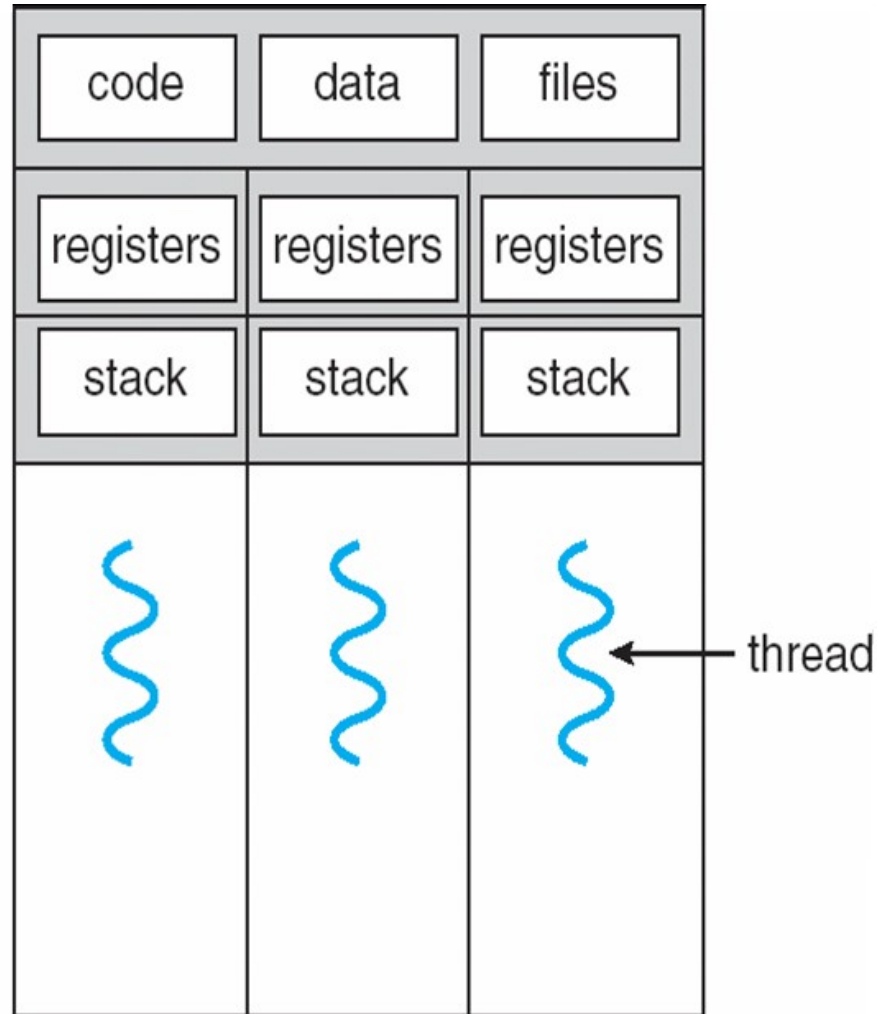 code data files
registers registers registers
stack stack stack
thread